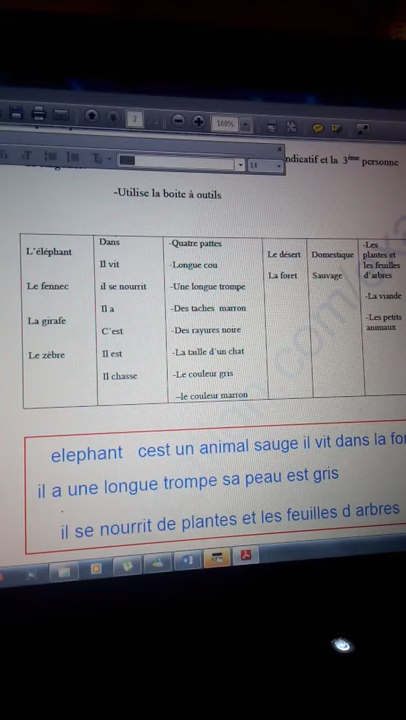 2
160%
14
ndicatif et la 3ème personne
-Utilise la boite à outils
L'éléphant
Le fennec
La girafe
Le zèbre
Dans
Il vit
il se nourrit
Il a
C'est
Il est
Il chasse
-Quatre pattes
-Longue cou
-Une longue trompe
-Des taches marron
-Des rayures noire
-La taille d'un chat
-Le couleur gris
-le couleur marron
Le désert
La foret
Domestique
Sauvage
-Les
plantes et
les feuilles
d'arbres
-La viande
-Les petits
animaux
elephant cest un animal sauge il vit dans la for
il a une longue trompe sa peau est gris
il se nourrit de plantes et les feuilles d arbres